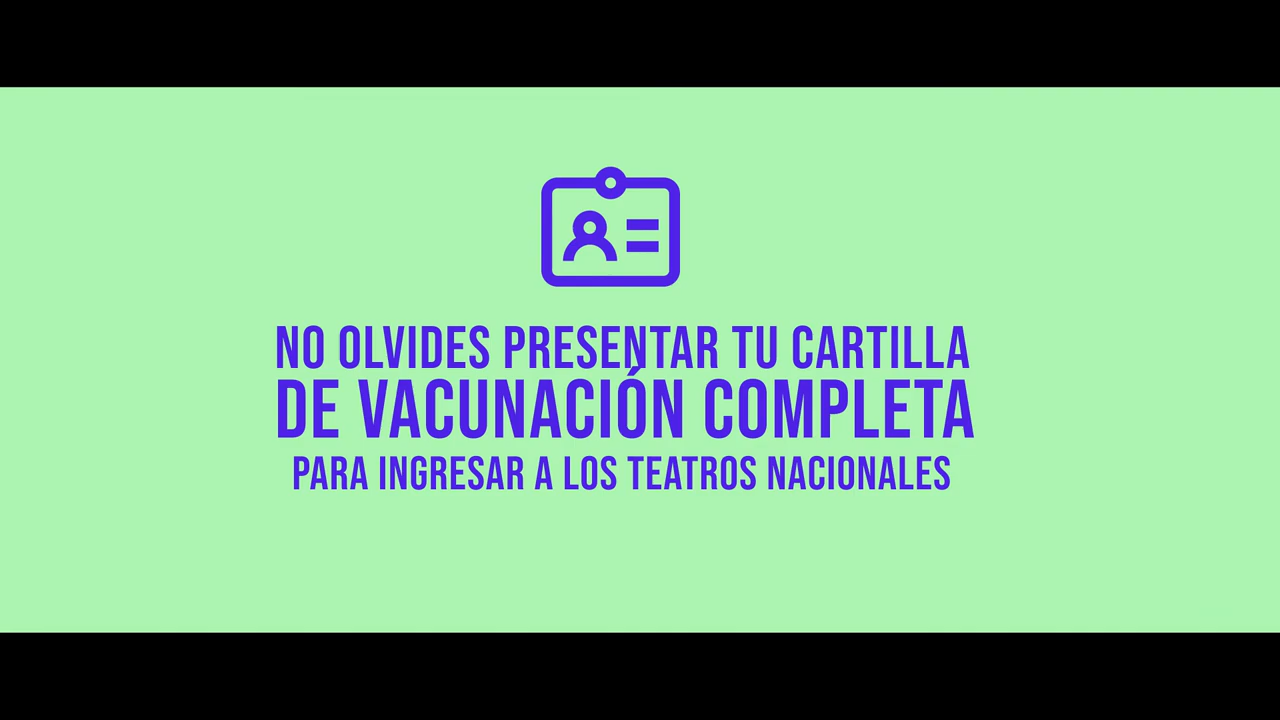 NO OLVIDES PRESENTAR TU CARTILLA
DE VACUNACIÓN COMPLETA
PARA INGRESAR A LOS TEATROS NACIONALES